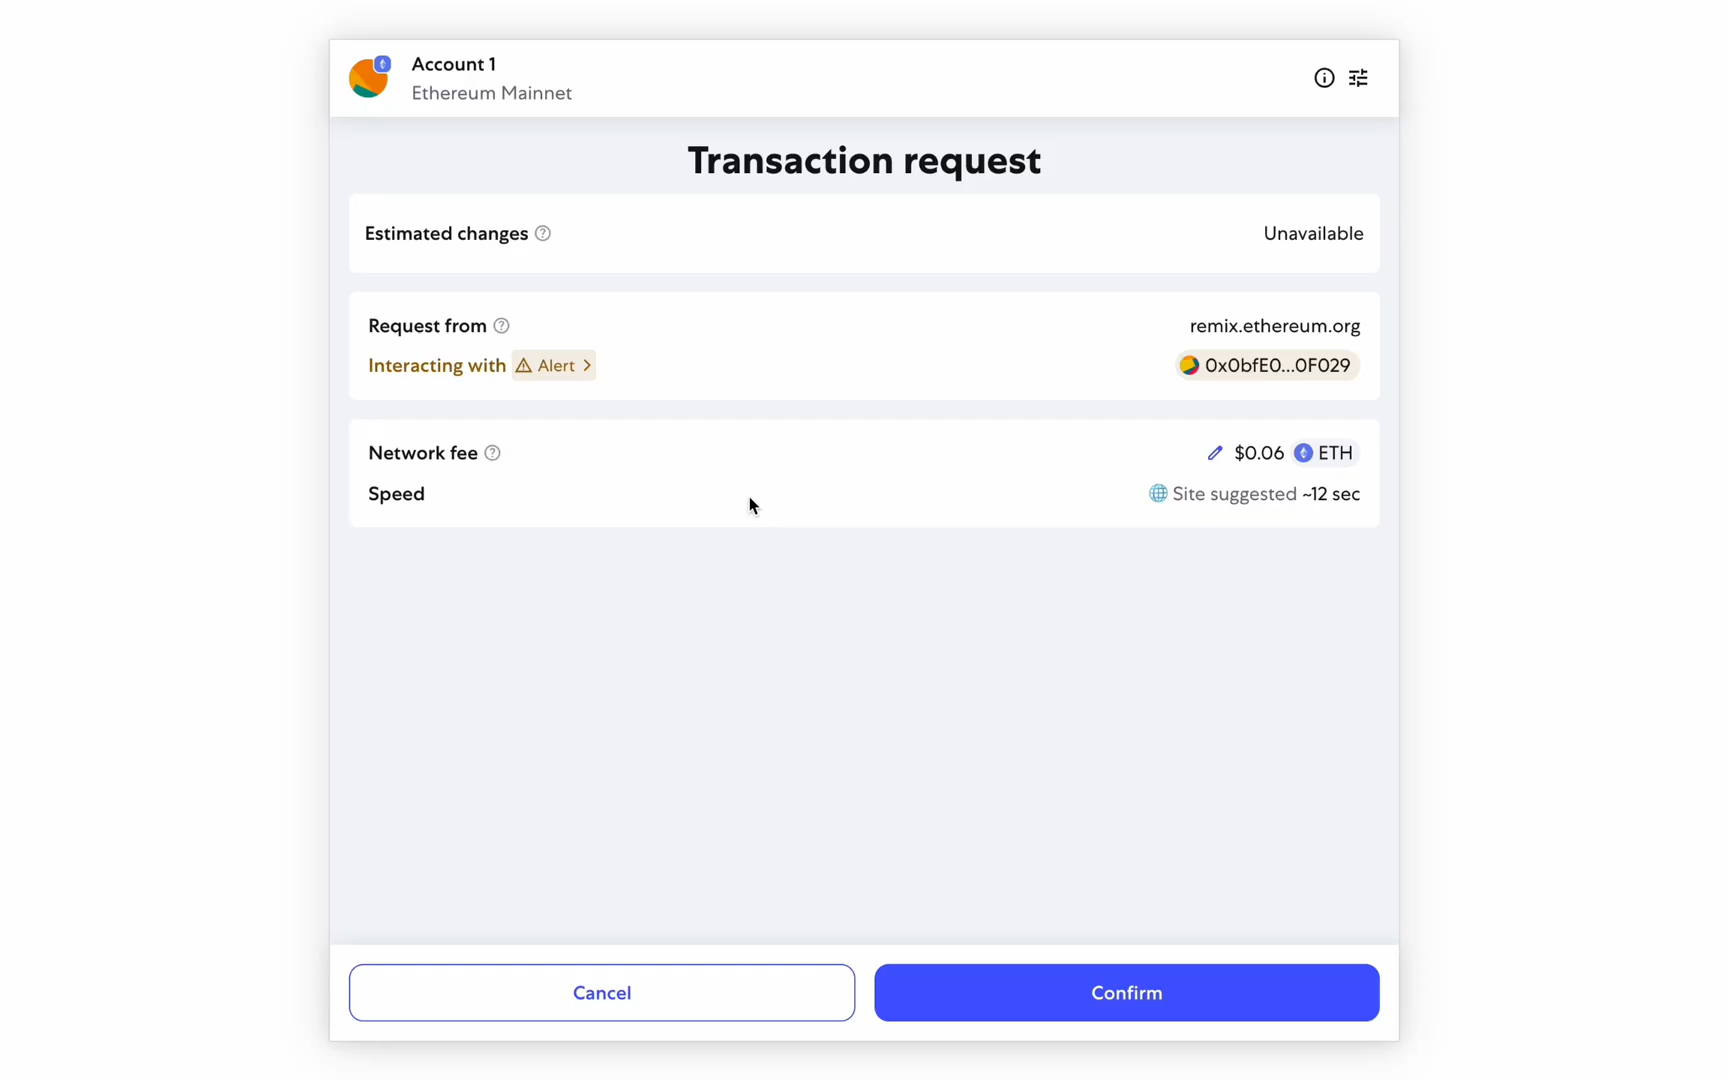 Account 1
Ethereum Mainnet
Transaction request
Estimated changes Unavailable
Request from remix.ethereum.org
Interacting with Alert 0x0bfE0...0F029
Network fee $0.06 ETH
Speed Site suggested ~12 sec
Cancel Confirm